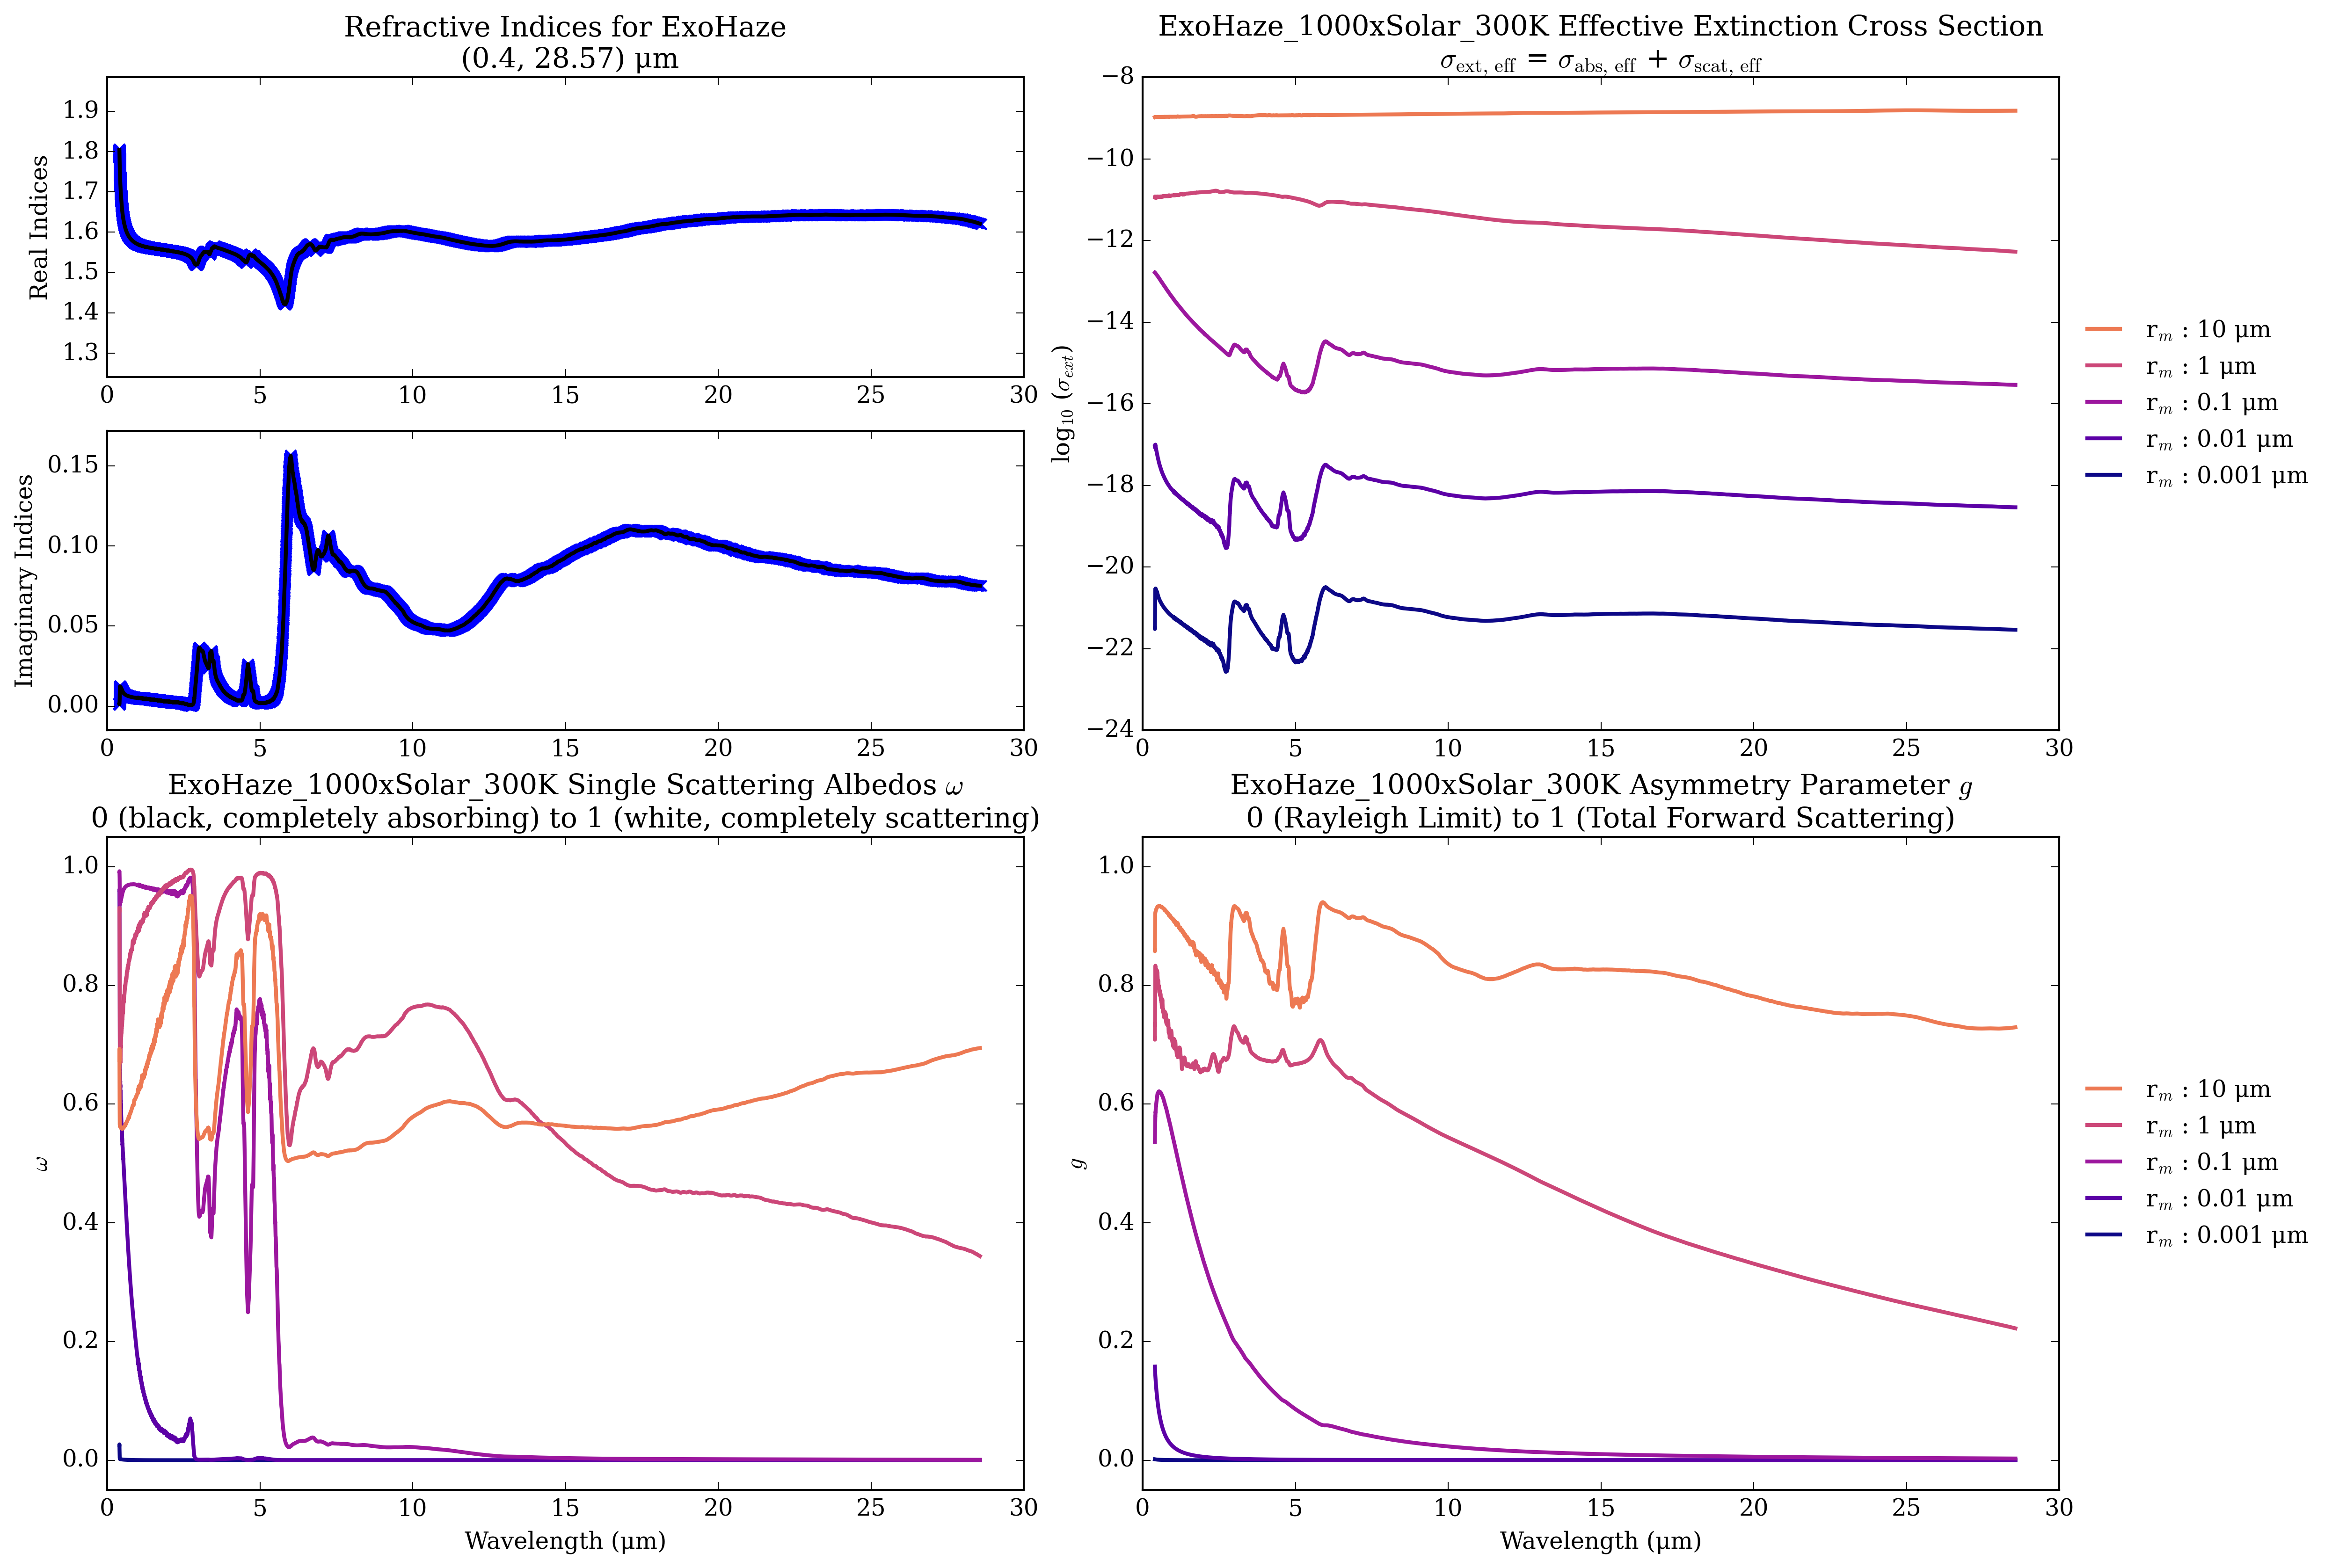 Refractive Indices for ExoHaze
(0.4, 28.57) μm
Real Indices
1.9
1.8
1.7
1.6
1.5
1.4
1.3
0 5 10 15 20 25 30
Imaginary Indices
0.15
0.10
0.05
0.00
0 5 10 15 20 25 30
ExoHaze_1000xSolar_300K Effective Extinction Cross Section
σext, eff = σabs, eff + σscat, eff
log10 (σext)
−8
−10
−12
−14
−16
−18
−20
−22
−24
0 5 10 15 20 25 30
rm : 10 μm
rm : 1 μm
rm : 0.1 μm
rm : 0.01 μm
rm : 0.001 μm
ExoHaze_1000xSolar_300K Single Scattering Albedos ω
0 (black, completely absorbing) to 1 (white, completely scattering)
ω
1.0
0.8
0.6
0.4
0.2
0.0
0 5 10 15 20 25 30
Wavelength (μm)
ExoHaze_1000xSolar_300K Asymmetry Parameter g
0 (Rayleigh Limit) to 1 (Total Forward Scattering)
g
1.0
0.8
0.6
0.4
0.2
0.0
0 5 10 15 20 25 30
Wavelength (μm)
rm : 10 μm
rm : 1 μm
rm : 0.1 μm
rm : 0.01 μm
rm : 0.001 μm